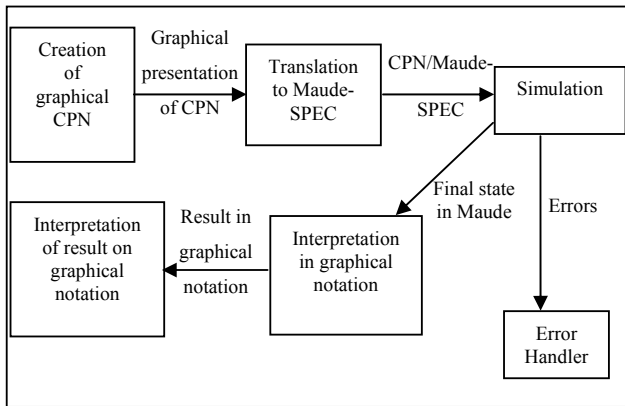 Creation
of
graphical
CPN
Graphical
presentation
of CPN
Translation
to Maude-
SPEC
CPN/Maude-
SPEC
Simulation
Final state
in Maude
Errors
Interpretation
of result on
graphical
notation
Result in
graphical
notation
Interpretation
in graphical
notation
Error
Handler